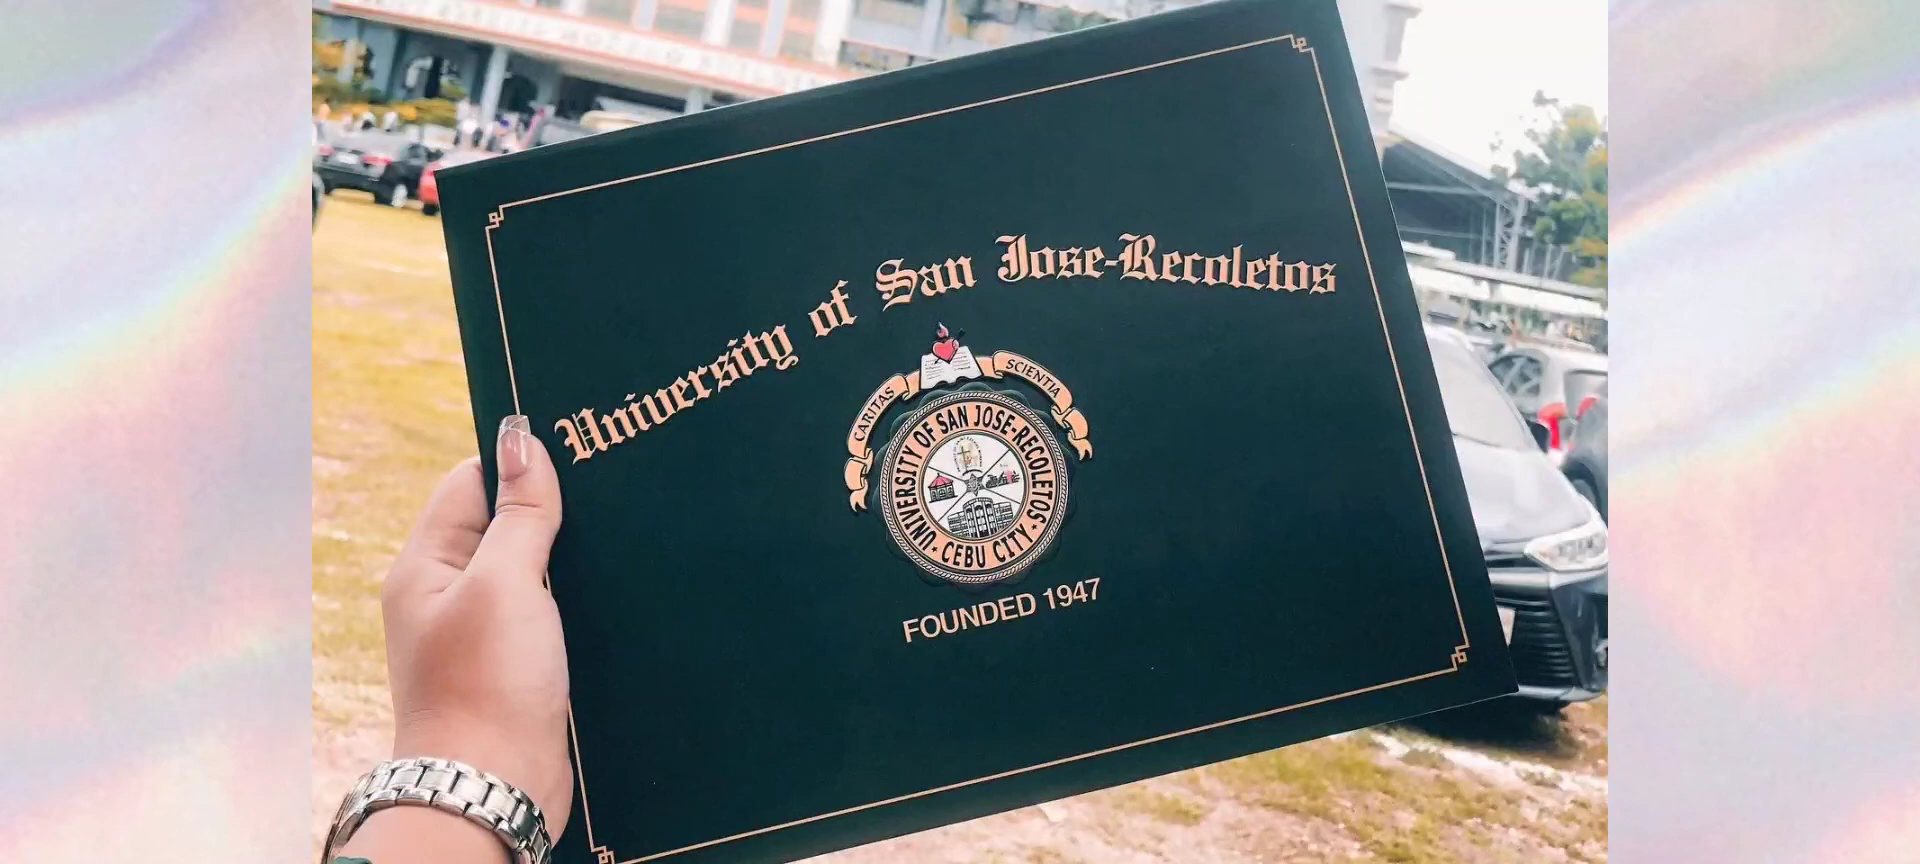 University of San Jose-Recoletos
CARITAS
SCIENTIA
UNIVERSITY OF SAN JOSE-RECOLETOS
CEBU CITY
FOUNDED 1947